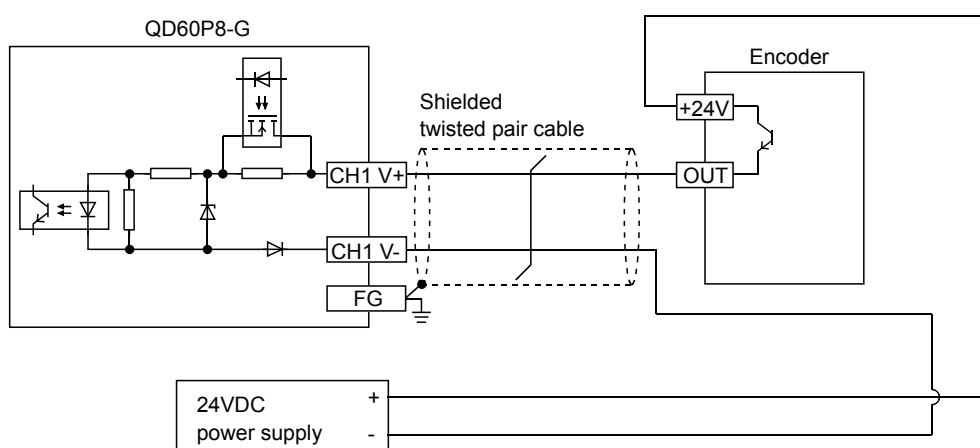 QD60P8-G
Encoder
Shielded
twisted pair cable
+24V
CH1 V+
OUT
CH1 V-
FG
24VDC
power supply
+
-